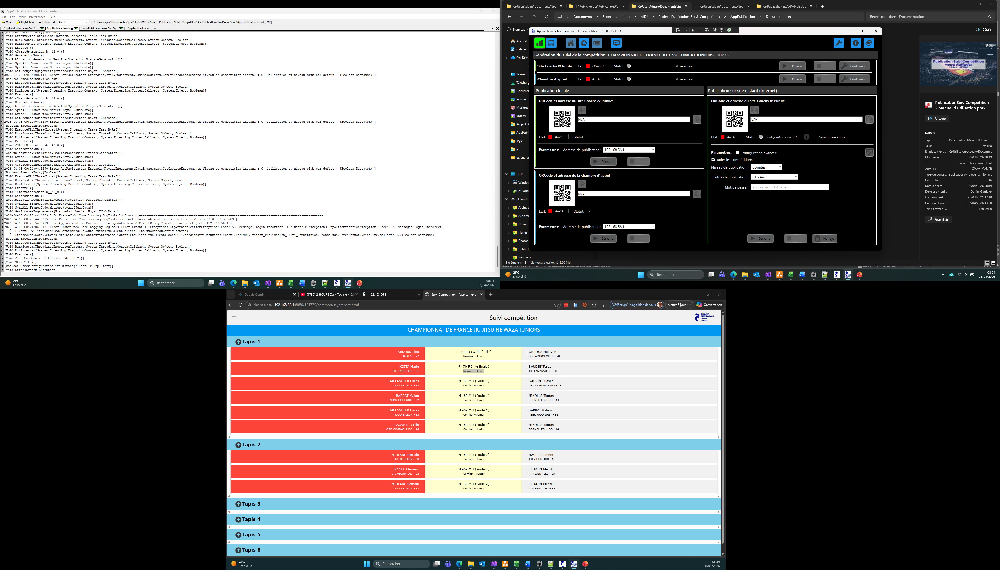 AppPublication.log (4,0 MB) - BareTail
File Edit View Preferences Help
Open Highlighting Follow Tail ANSI C:\Users\dgarr\Documents\Sport\Judo\MDJ\Project_Publication_Suivi_Competition\AppPublication\bin\Debug\Log\AppPublication.log (4,0 MB)
AppPublication.exe.Config AppPublication.log AppPublication.exe.Config AppPublication.log
[Boolean ExecuteEntry(Boolean)]
[Void ExecuteWithThreadLocal(System.Threading.Tasks.Task ByRef)]
[Void Run(System.Threading.ExecutionContext, System.Threading.ContextCallback, System.Object, Boolean)]
[Void RunInternal(System.Threading.ExecutionContext, System.Threading.ContextCallback, System.Object, Boolean)]
[Void Execute()]
[Void <StartGeneration>b__42_0()]
[Void GenerationRun()]
[AppPublication.Generation.ResultatOperation PrepareGeneration()]
[Void SyncAll(FranceJudo.Metier.Noyau.IJudoData)]
[Void SyncAll(FranceJudo.Metier.Noyau.IJudoData)]
[Void GetGroupesEngagements(FranceJudo.Metier.Noyau.IJudoData)]
2026-04-05 09:24:08.1431|Error|AppPublication.ExtensionNoyau.Engagement.DataEngagement.GetGroupesEngagements|Niveau de competition inconnu : 0. Utilisation du niveau club par defaut | [Boolean Dispatch()]
[Boolean ExecuteEntry(Boolean)]
[Void ExecuteWithThreadLocal(System.Threading.Tasks.Task ByRef)]
[Void Run(System.Threading.ExecutionContext, System.Threading.ContextCallback, System.Object, Boolean)]
[Void RunInternal(System.Threading.ExecutionContext, System.Threading.ContextCallback, System.Object, Boolean)]
[Void Execute()]
[Void <StartGeneration>b__42_0()]
[Void GenerationRun()]
[AppPublication.Generation.ResultatOperation PrepareGeneration()]
[Void SyncAll(FranceJudo.Metier.Noyau.IJudoData)]
[Void SyncAll(FranceJudo.Metier.Noyau.IJudoData)]
[Void GetGroupesEngagements(FranceJudo.Metier.Noyau.IJudoData)]
2026-04-05 09:24:08.1490|Error|AppPublication.ExtensionNoyau.Engagement.DataEngagement.GetGroupesEngagements|Niveau de competition inconnu : 0. Utilisation du niveau club par defaut | [Boolean Dispatch()]
[Boolean ExecuteEntry(Boolean)]
[Void ExecuteWithThreadLocal(System.Threading.Tasks.Task ByRef)]
[Void Run(System.Threading.ExecutionContext, System.Threading.ContextCallback, System.Object, Boolean)]
[Void RunInternal(System.Threading.ExecutionContext, System.Threading.ContextCallback, System.Object, Boolean)]
[Void Execute()]
[Void <StartGeneration>b__42_0()]
[Void GenerationRun()]
[AppPublication.Generation.ResultatOperation PrepareGeneration()]
[Void SyncAll(FranceJudo.Metier.Noyau.IJudoData)]
[Void SyncAll(FranceJudo.Metier.Noyau.IJudoData)]
[Void GetGroupesEngagements(FranceJudo.Metier.Noyau.IJudoData)]
2026-04-05 09:24:08.1490|Error|AppPublication.ExtensionNoyau.Engagement.DataEngagement.GetGroupesEngagements|Niveau de competition inconnu : 0. Utilisation du niveau club par defaut | [Boolean Dispatch()]
[Boolean ExecuteEntry(Boolean)]
[Void ExecuteWithThreadLocal(System.Threading.Tasks.Task ByRef)]
[Void Run(System.Threading.ExecutionContext, System.Threading.ContextCallback, System.Object, Boolean)]
[Void RunInternal(System.Threading.ExecutionContext, System.Threading.ContextCallback, System.Object, Boolean)]
[Void Execute()]
[Void <StartGeneration>b__42_0()]
[Void GenerationRun()]
[AppPublication.Generation.ResultatOperation PrepareGeneration()]
[Void SyncAll(FranceJudo.Metier.Noyau.IJudoData)]
[Void SyncAll(FranceJudo.Metier.Noyau.IJudoData)]
[Void GetGroupesEngagements(FranceJudo.Metier.Noyau.IJudoData)]
2026-04-08 08:20:44.4809|Info|FranceJudo.Core.Logging.LogTools.LogStartup|---------------------------------------------------------------------------------------------------- |
2026-04-08 08:20:44.5815|Info|FranceJudo.Core.Logging.LogTools.LogStartup|App Publication is starting - Version 2.0.0.0-beta03 |
2026-04-08 08:20:56.8713|Info|AppPublication.Controles.DialogControleur.OnClientReady|Client connecte et pret: 192.168.56.1 |
2026-04-08 08:21:06.0731|Error|FranceJudo.Core.Logging.LogTools.Error|FluentFTP.Exceptions.FtpAuthenticationException: Code: 530 Message: Login incorrect. | FluentFTP.Exceptions.FtpAuthenticationException: Code: 530 Message: Login incorrect.
Â FluentFTP.Client.Modules.ConnectModule.AutoDetect(FtpClient client, FtpAutoDetectConfig config)
Â FranceJudo.Core.Network.MiniSite.CheckConfigurationSiteDistant(FtpClient ftpClient) dans C:\Users\dgarr\Documents\Sport\Judo\MDJ\Project_Publication_Suivi_Competition\FranceJudo.Core\Network\MiniSite.cs:ligne 430[Boolean Dispatch()]
[Boolean ExecuteEntry(Boolean)]
[Void ExecuteWithThreadLocal(System.Threading.Tasks.Task ByRef)]
[Void Run(System.Threading.ExecutionContext, System.Threading.ContextCallback, System.Object, Boolean)]
[Void RunInternal(System.Threading.ExecutionContext, System.Threading.ContextCallback, System.Object, Boolean)]
[Void Execute()]
[Void <get_CmdDemarrerSiteDistant>b__85_2()]
[Void StartSite()]
[Boolean CheckConfigurationSiteDistant(FluentFTP.FtpClient)]
[Void Error(System.Exception)]
21°C
Ensoleillé
Rechercher
08:24
08/04/2026
C:\Users\dgarr\Documents\Spo P:\Public Folder\PublicationWe C:\Users\dgarr\Documents\Sp C:\Users\dgarr\Documents\Spo C:\PublicationSite\FRANCE-JUD
Documents Sport Judo MDJ Project_Publication_Suivi_Competition AppPublication Documentation
Rechercher dans : Documentation
Nouveau
Détails
Accueil
Galerie
OneDrive
Bureau
Télécharg
Documen
Images
Musique
Vidéos
Project_P
AppPubli
style
js
ecrans-ap
Ce PC
Window
pCloud
pCloud D
Archive
Automa
Dossier
iTunes
Photos
Public F
Recovery
3 élément(s) 1 élément sélectionné 3,95 Mo
Application Publication Suivi de Compétition - 2.0.0.0-beta03
Génération du suivi de la compétition CHAMPIONNAT DE FRANCE JUJITSU COMBAT JUNIORS 101735
Site Coachs & Public Etat: Démarré Statut: - Mise à jour: - Démarrer Configurer ...
Chambre d'appel Etat: Arrêté Statut: - Mise à jour: - Démarrer Configurer ...
Publication locale
QRCode et adresse du site Coachs & Public:
N/A
Etat: Arrêté Statut: -
Parametres: Adresse de publication: 192.168.56.1
Démarrer
QRCode et adresse de la chambre d'appel
N/A
Etat: Arrêté Statut: -
Parametres: Adresse de publication: 192.168.56.1
Démarrer
Publication sur site distant (Internet)
QRCode et adresse du site Coachs & Public:
N/A
Etat: Arrêté Statut: Configuration incorrecte Synchronisation: -
Parametres: Configuration avancée
Isoler les compétitions
Niveau de publication: Comites
Entité de publication: 01 - Ain
Mot de passe: Entrer votre mot de passe
Démarrer Nettoyer
FRANCE JUDO
Publication Suivi Compétition
Manuel d'utilisation
V2.0.0.0 - 03/2026
PublicationSuiviCompetition
- Manuel d'utilisation.pptx
Partager
Détails
Type Présentation Microsoft Power...
Taille 3,95 Mo
Emplacement... C:\Utilisateurs\dgarr\Docume...
Modifié le 08/04/2026 08:19
Titre Présentation PowerPoint
Auteurs Gizem CANER
Type de conte... application/vnd.openxmlform...
Diapositives 46
Date d'accès 08/04/2026 08:19
Dernier enregi... Daniel Garrivier
Contenu créé 26/04/2021 17:18
Date du derni... 07/04/2026 13:30
Temps total d'... 170:09:00
Propriétés
21°C
Ensoleillé
Rechercher
08:24
08/04/2026
Google Gemini (1730) 2 HOURS Dark Techno / Cyl 192.168.56.1 Suivi Compétition - Avancement
Non sécurisé 192.168.56.1:8080/101735/common/se_prepare.html
Vérifiez qu'il s'agit bien de vous Mettre à jour Conversation
Suivi compétition
RHONE METROPOLE LYON JUDO
CHAMPIONNAT DE FRANCE JIU JITSU NE WAZA JUNIORS
Tapis 1
ABDOUN Lina F -70 F J (¼ de finale) GNAOUA Noelyne
AGPF77 - 77 NeWaza - Junior CO SARTROUVILLE - 78
KOITA Marie F -70 F J (½ finale) BAUDET Tessa
JC FENOUILLET - 31 NeWaza - Junior JC FLAMANVILLE - 50
TAILLANDIER Lucas M -69 M J (Poule 1) GAUVRIT Basile
JUDO BILLOM - 63 Combat - Junior GRD COGNAC JUDO - 16
BARRAT Kylian M -69 M J (Poule 1) NIKOLLA Tomas
ASBR JUDO JUJIT - 92 Combat - Junior CORMELLES JUDO - 14
TAILLANDIER Lucas M -69 M J (Poule 1) BARRAT Kylian
JUDO BILLOM - 63 Combat - Junior ASBR JUDO JUJIT - 92
GAUVRIT Basile M -69 M J (Poule 1) NIKOLLA Tomas
GRD COGNAC JUDO - 16 Combat - Junior CORMELLES JUDO - 14
Tapis 2
MIOLANE Romain M -69 M J (Poule 2) NAGEL Clement
JUDO BILLOM - 63 Combat - Junior J C VICOMTOIS - 63
NAGEL Clement M -69 M J (Poule 2) EL TAIRI Mehdi
J C VICOMTOIS - 63 Combat - Junior A.M SAINT LEU - 95
MIOLANE Romain M -69 M J (Poule 2) EL TAIRI Mehdi
JUDO BILLOM - 63 Combat - Junior A.M SAINT LEU - 95
Tapis 3
Tapis 4
Tapis 5
Tapis 6
21°C
Ensoleillé
Rechercher
08:24
08/04/2026